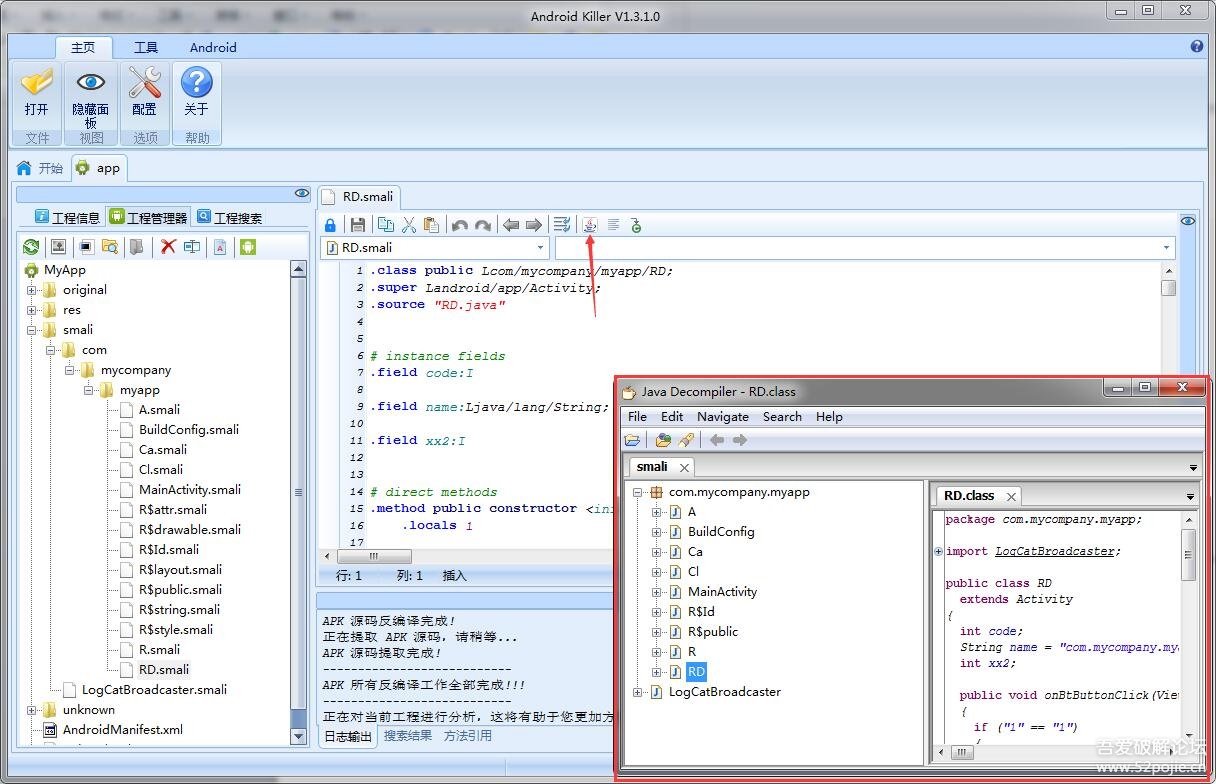 Android Killer V1.3.1.0
主页 工具 Android
打开 隐藏面板 配置 关于
文件 视图 选项 帮助
开始 app
工程信息 工程管理器 工程搜索
MyApp
original
res
smali
com
mycompany
myapp
A.smali
BuildConfig.smali
Ca.smali
Cl.smali
MainActivity.smali
R$attr.smali
R$drawable.smali
R$Id.smali
R$layout.smali
R$public.smali
R$string.smali
R$style.smali
R.smali
RD.smali
LogCatBroadcaster.smali
unknown
AndroidManifest.xml
RD.smali
RD.smali
1 .class public Lcom/mycompany/myapp/RD;
2 .super Landroid/app/Activity;
3 .source "RD.java"
4
5
6 # instance fields
7 .field code:I
8
9 .field name:Ljava/lang/String;
10
11 .field xx2:I
12
13
14 # direct methods
15 .method public constructor <ini
16 .locals 1
17
行: 1 列: 1 插入
APK 源码反编译完成!
正在提取 APK 源码，请稍等...
APK 源码提取完成!
--------------------------
APK 所有反编译工作全部完成!!!
--------------------------
正在对当前工程进行分析，这将有助于您更加方
日志输出 搜索结果 方法引用
Java Decompiler - RD.class
File Edit Navigate Search Help
smali
com.mycompany.myapp
A
BuildConfig
Ca
Cl
MainActivity
R$Id
R$public
R
RD
LogCatBroadcaster
RD.class
package com.mycompany.myapp;
import LogCatBroadcaster;
public class RD
extends Activity
{
int code;
String name = "com.mycompany.my
int xx2;
public void onBtButtonClick(Vie
{
if ("1" == "1")
{
吾爱破解论坛
www.52pojie.cn